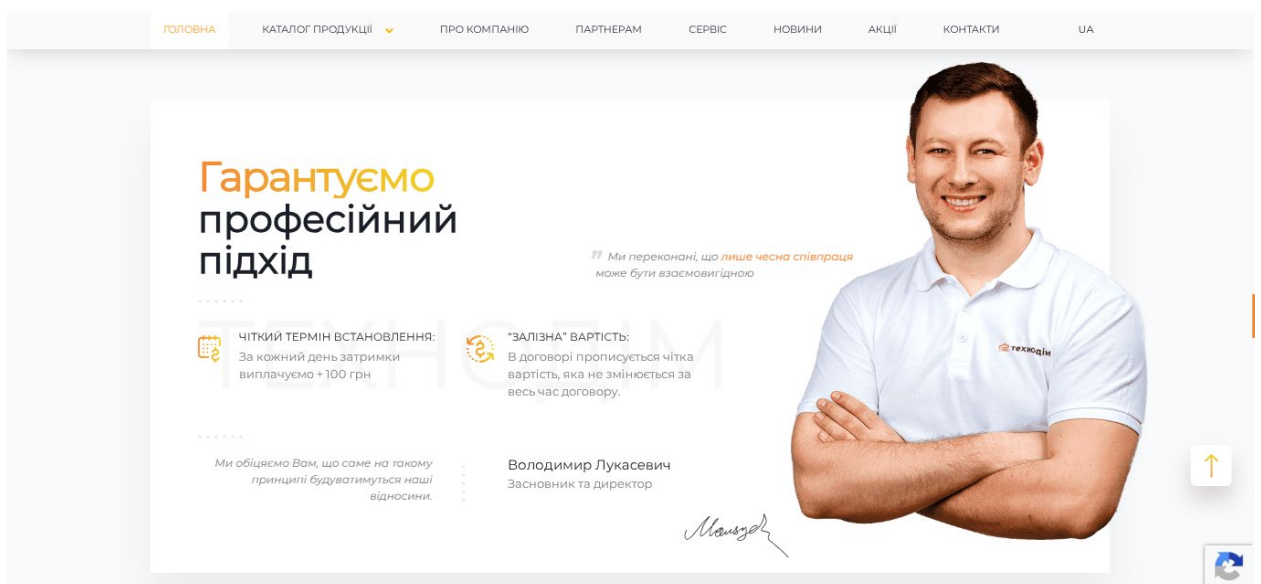 ГОЛОВНА КАТАЛОГ ПРОДУКЦІЇ ПРО КОМПАНІЮ ПАРТНЕРАМ СЕРВІС НОВИНИ АКЦІЇ КОНТАКТИ UA
Гарантуємо
професійний
підхід
" Ми переконані, що лише чесна співпраця
може бути взаємовигідною
ТЕХНОДІМ
ЧІТКИЙ ТЕРМІН ВСТАНОВЛЕННЯ:
За кожний день затримки
виплачуємо + 100 грн
“ЗАЛІЗНА” ВАРТІСТЬ:
В договорі прописується чітка
вартість, яка не змінюється за
весь час договору.
технодім
Ми обіцяємо Вам, що саме на такому
принципі будуватимуться наші
відносини.
Володимир Лукасевич
Засновник та директор